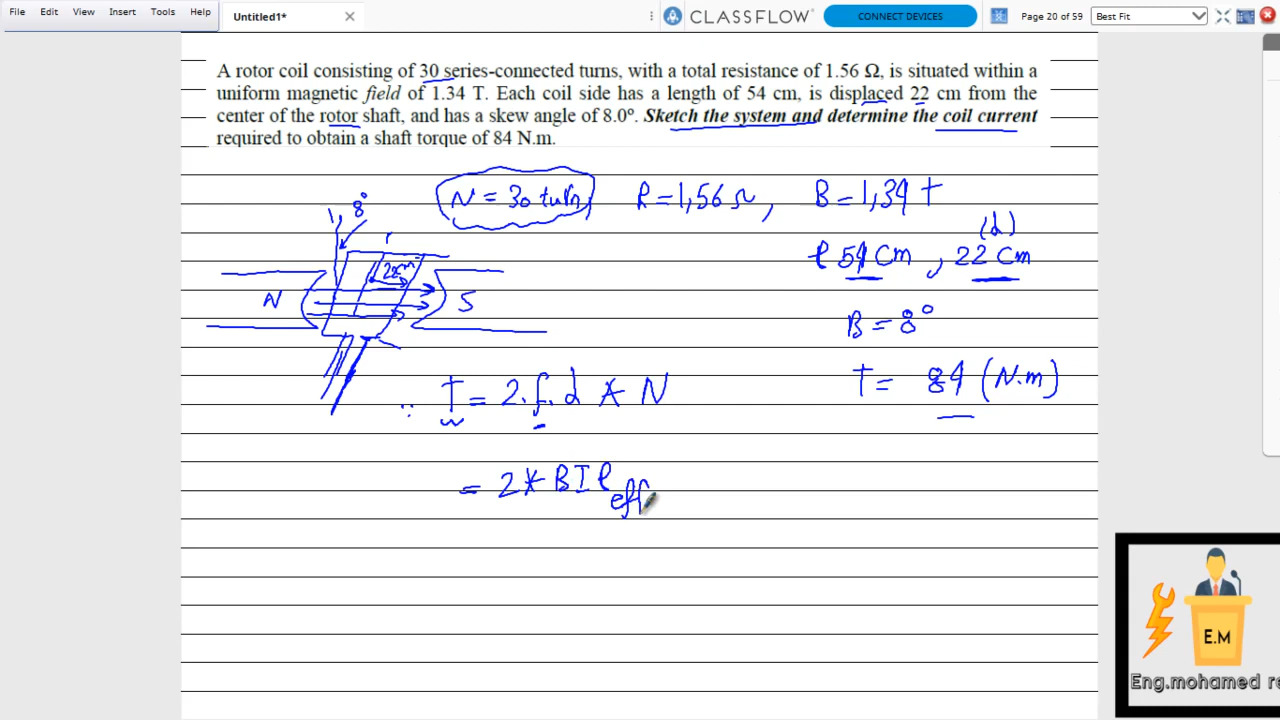 File Edit View Insert Tools Help
Untitled1*
CLASSFLOW
CONNECT DEVICES
Page 20 of 59
Best Fit
A rotor coil consisting of 30 series-connected turns, with a total resistance of 1.56 Ω, is situated within a
uniform magnetic field of 1.34 T. Each coil side has a length of 54 cm, is displaced 22 cm from the
center of the rotor shaft, and has a skew angle of 8.0°. Sketch the system and determine the coil current
required to obtain a shaft torque of 84 N.m.
N = 30 turn, R = 1,56 Ω, B = 1,34 T
8°
(d)
ℓ 54 Cm, 22 Cm
22cm
N S
B = 8°
T = 84 (N.m)
∵ T = 2.f.d * N
= 2 * B I ℓ eff
E.M
Eng.mohamed re